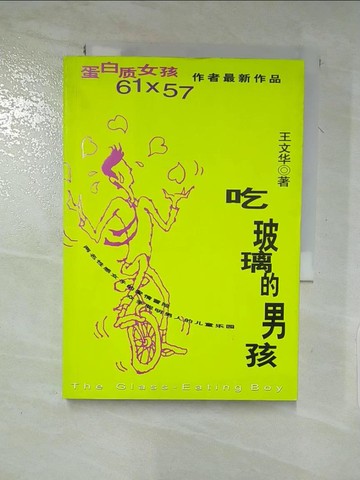 蛋白质女孩
61×57
作者最新作品
王文华◎著
吃玻璃的男孩
The Glass-Eating Boy